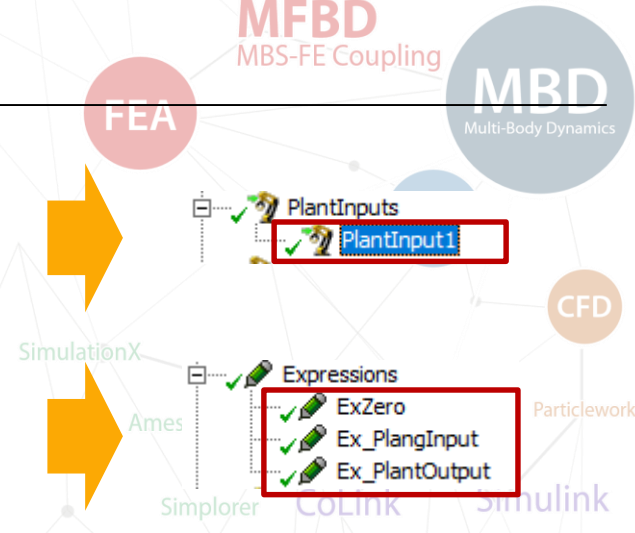 MFBD
MBS-FE Coupling
MBD
Multi-Body Dynamics
FEA
PlantInputs
PlantInput1
CFD
SimulationX
Expressions
ExZero
Particlework
Ames
Ex_PlangInput
Ex_PlantOutput
Simplorer
CoLink
Simulink